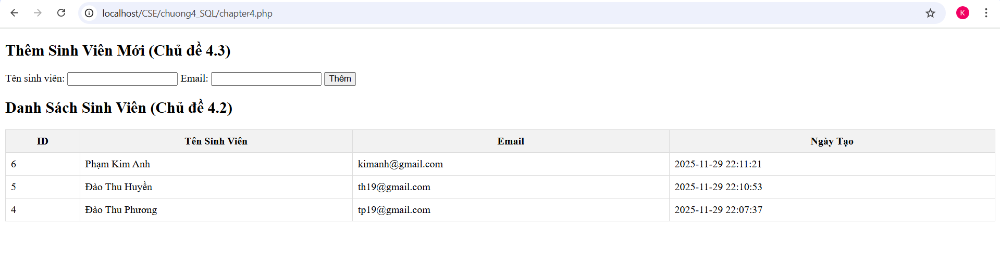 localhost/CSE/chuong4_SQL/chapter4.php
K
Thêm Sinh Viên Mới (Chủ đề 4.3)
Tên sinh viên: Email: Thêm
Danh Sách Sinh Viên (Chủ đề 4.2)
ID Tên Sinh Viên Email Ngày Tạo
6 Phạm Kim Anh kimanh@gmail.com 2025-11-29 22:11:21
5 Đào Thu Huyền th19@gmail.com 2025-11-29 22:10:53
4 Đào Thu Phương tp19@gmail.com 2025-11-29 22:07:37